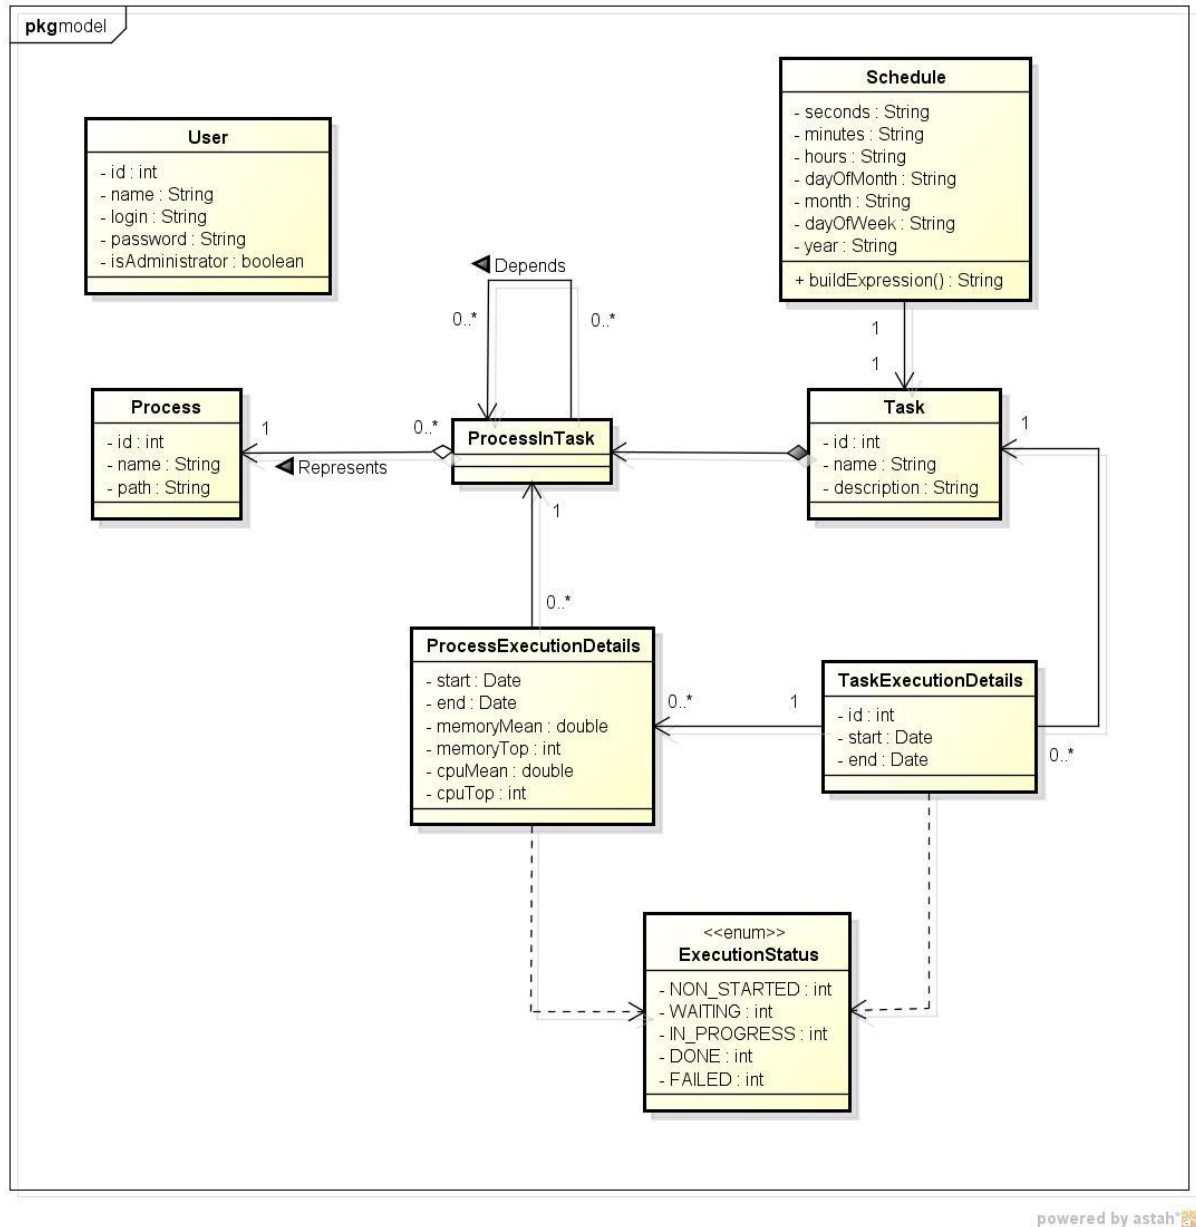 pkg model
Schedule
- seconds : String
- minutes : String
- hours : String
- dayOfMonth : String
- month : String
- dayOfWeek : String
- year : String
+ buildExpression() : String
User
- id : int
- name : String
- login : String
- password : String
- isAdministrator : boolean
Depends
0..*
0..*
1
1
Process
- id : int
- name : String
- path : String
1
0..*
Represents
ProcessInTask
Task
- id : int
- name : String
- description : String
1
1
0..*
ProcessExecutionDetails
- start : Date
- end : Date
- memoryMean : double
- memoryTop : int
- cpuMean : double
- cpuTop : int
0..*
1
TaskExecutionDetails
- id : int
- start : Date
- end : Date
0..*
<<enum>>
ExecutionStatus
- NON_STARTED : int
- WAITING : int
- IN_PROGRESS : int
- DONE : int
- FAILED : int
powered by astah*